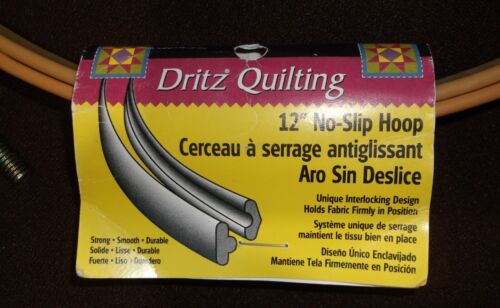 Dritz® Quilting
12" No-Slip Hoop
Cerceau à serrage antiglissant
Aro Sin Deslice
Unique Interlocking Design
Holds Fabric Firmly in Position
Système unique de serrage
maintient le tissu bien en place
Diseño Único Enclavijado
Mantiene Tela Firmemente en Posición
Strong • Smooth • Durable
Solide • Lisse • Durable
Fuerte • Liso • Duradero